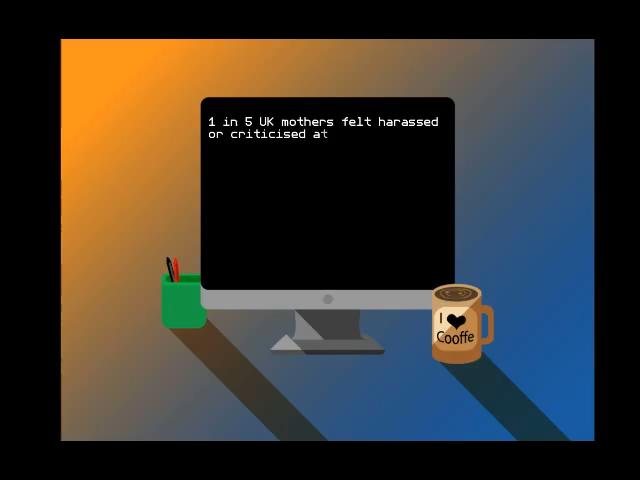 1 in 5 UK mothers felt harassed
or criticised at
I ♥
Cooffe